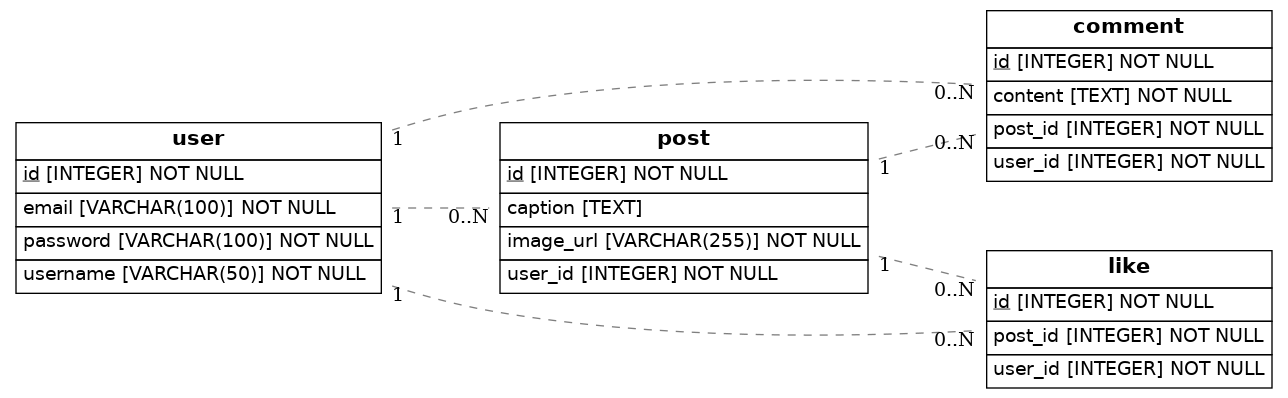 user
id [INTEGER] NOT NULL
email [VARCHAR(100)] NOT NULL
password [VARCHAR(100)] NOT NULL
username [VARCHAR(50)] NOT NULL
1
1
1
0..N
post
id [INTEGER] NOT NULL
caption [TEXT]
image_url [VARCHAR(255)] NOT NULL
user_id [INTEGER] NOT NULL
1
1
0..N
0..N
0..N
0..N
comment
id [INTEGER] NOT NULL
content [TEXT] NOT NULL
post_id [INTEGER] NOT NULL
user_id [INTEGER] NOT NULL
like
id [INTEGER] NOT NULL
post_id [INTEGER] NOT NULL
user_id [INTEGER] NOT NULL